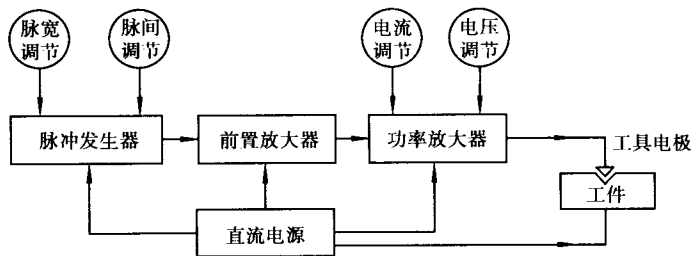 脉宽
调节
脉间
调节
电流
调节
电压
调节
脉冲发生器
前置放大器
功率放大器
工具电极
工件
直流电源